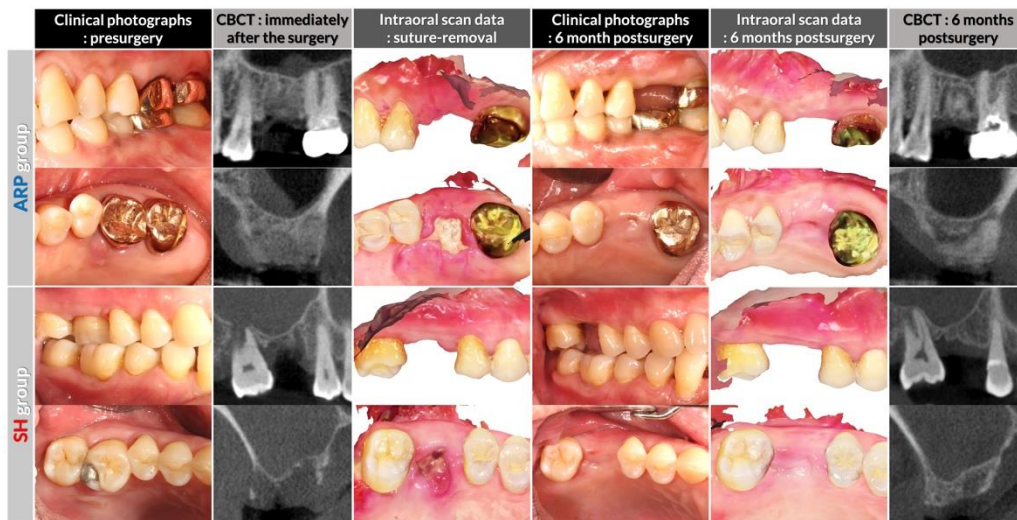 Clinical photographs
: presurgery
CBCT : immediately
after the surgery
Intraoral scan data
: suture-removal
Clinical photographs
: 6 month postsurgery
Intraoral scan data
: 6 months postsurgery
CBCT : 6 months
postsurgery
ARP group
SH group